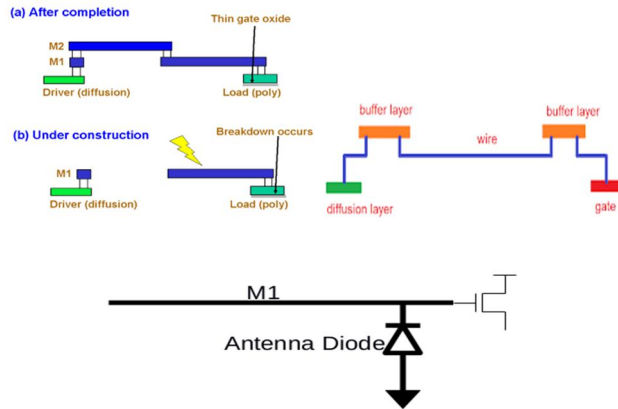 (a) After completion
Thin gate oxide
M2
M1
Driver (diffusion)
Load (poly)
(b) Under construction
Breakdown occurs
M1
Driver (diffusion)
Load (poly)
buffer layer
buffer layer
wire
diffusion layer
gate
M1
Antenna Diode